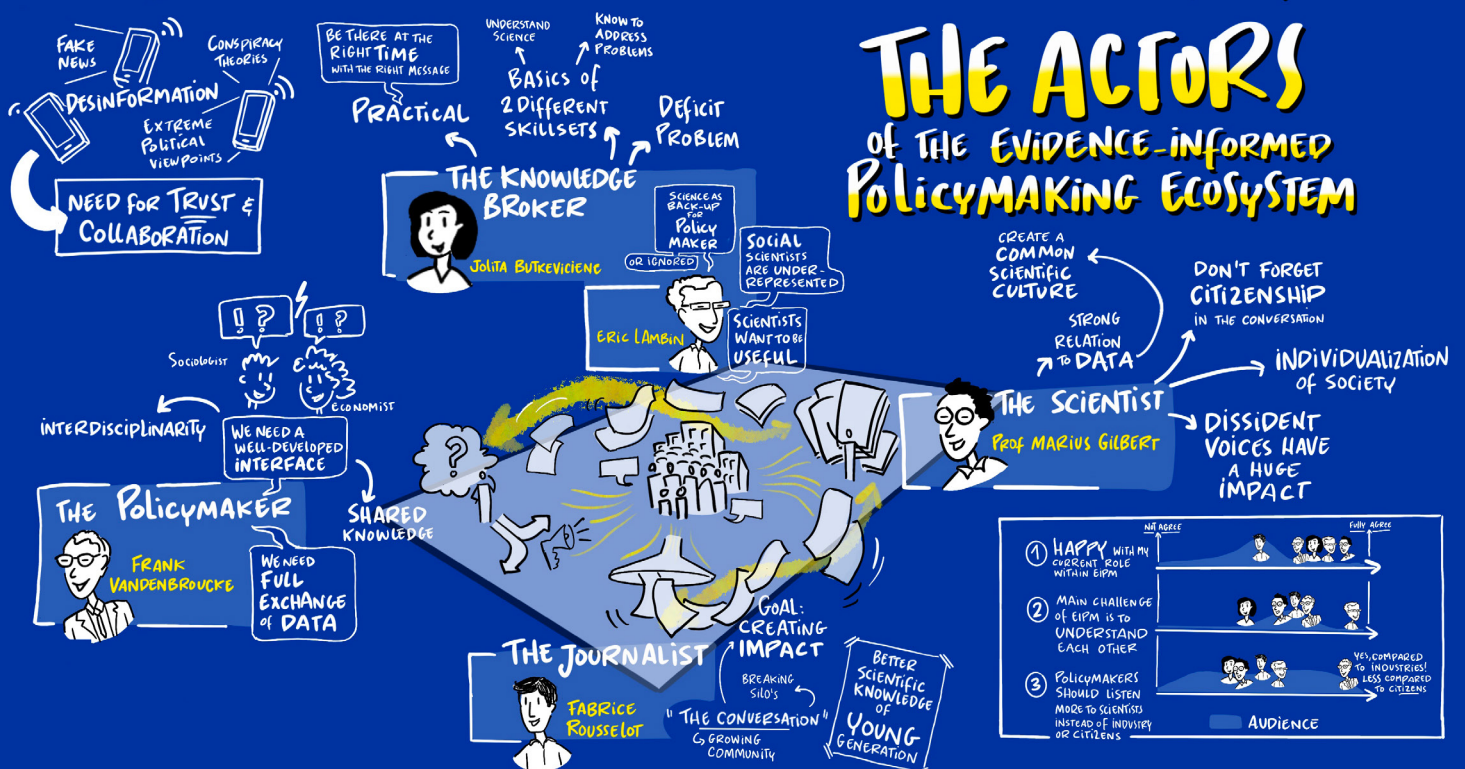 THE ACTORS
OF THE EVIDENCE-INFORMED
POLICYMAKING ECOSYSTEM
FAKE
NEWS
CONSPIRACY
THEORIES
DESINFORMATION
EXTREME
POLITICAL
VIEWPOINTS
NEED FOR TRUST &
COLLABORATION
BE THERE AT THE
RIGHT TIME
WITH THE RIGHT MESSAGE
PRACTICAL
UNDERSTAND
SCIENCE
KNOW TO
ADDRESS
PROBLEMS
BASICS OF
2 DIFFERENT
SKILLSETS
DEFICIT
PROBLEM
THE KNOWLEDGE
BROKER
JOLITA BUTKEVICIENE
SCIENCE AS
BACK-UP
FOR
POLICY
MAKER
OR IGNORED
SOCIAL
SCIENTISTS
ARE UNDER-
REPRESENTED
ERIC LAMBIN
SCIENTISTS
WANT TO BE
USEFUL
CREATE A
COMMON
SCIENTIFIC
CULTURE
STRONG
RELATION
TO DATA
DON'T FORGET
CITIZENSHIP
IN THE CONVERSATION
INDIVIDUALIZATION
OF SOCIETY
DISSIDENT
VOICES HAVE
A HUGE
IMPACT
THE SCIENTIST
PROF MARIUS GILBERT
! ?
! ?
SOCIOLOGIST
ECONOMIST
INTERDISCIPLINARITY
WE NEED A
WELL-DEVELOPED
INTERFACE
SHARED
KNOWLEDGE
THE POLICYMAKER
FRANK
VANDENBROUCKE
WE NEED
FULL
EXCHANGE
OF DATA
?
THE JOURNALIST
FABRICE
ROUSSELOT
GOAL:
CREATING
IMPACT
BREAKING
SILO'S
"THE CONVERSATION"
GROWING
COMMUNITY
BETTER
SCIENTIFIC
KNOWLEDGE
OF
YOUNG
GENERATION
NOT AGREE
FULLY AGREE
1 HAPPY WITH MY
CURRENT ROLE
WITHIN EIPM
2 MAIN CHALLENGE
OF EIPM IS TO
UNDERSTAND
EACH OTHER
3 POLICYMAKERS
SHOULD LISTEN
MORE TO SCIENTISTS
INSTEAD OF INDUSTRY
OR CITIZENS
YES, COMPARED
TO INDUSTRIES!
LESS COMPARED
TO CITIZENS
AUDIENCE